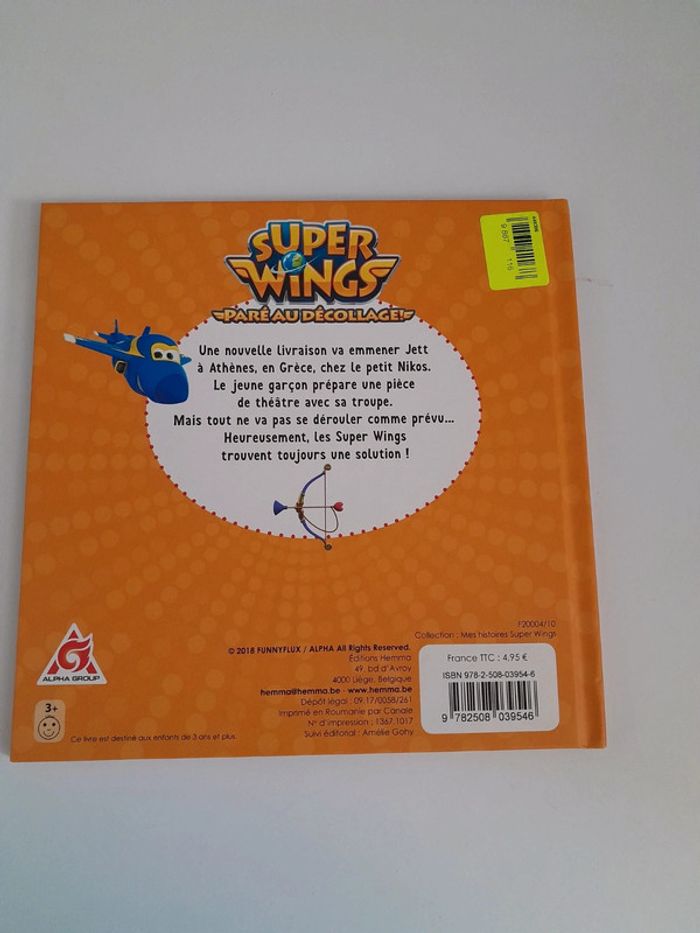 SUPER
WINGS
PARÉ AU DÉCOLLAGE!
Une nouvelle livraison va emmener Jett
à Athènes, en Grèce, chez le petit Nikos.
Le jeune garçon prépare une pièce
de théâtre avec sa troupe.
Mais tout ne va pas se dérouler comme prévu...
Heureusement, les Super Wings
trouvent toujours une solution !
F20004/10
Collection : Mes histoires Super Wings
© 2018 FUNNYFLUX / ALPHA All Rights Reserved.
Éditions Hemma
49, bd d'Avroy
4000 Liège, Belgique
hemma@hemma.be - www.hemma.be
Dépôt légal : 09.17/0058/261
Imprimé en Roumanie par Canale
N° d'impression : 1367.1017
Suivi éditorial : Amélie Gohy
France TTC : 4,95 €
ISBN 978-2-508-03954-6
9 782508 039546
ALPHA GROUP
3+
Ce livre est destiné aux enfants de 3 ans et plus.